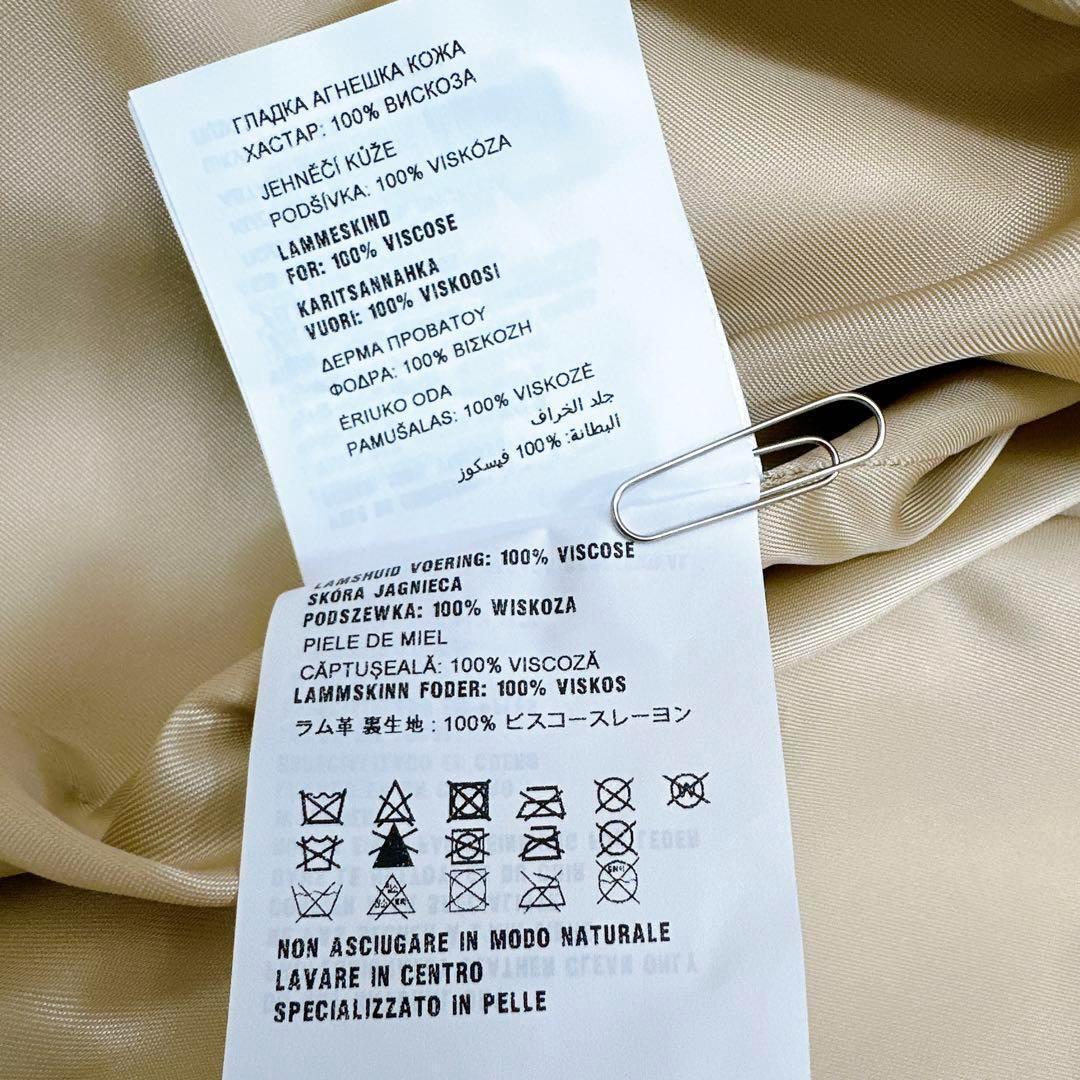 ГЛАДКА АГНЕШКА КОЖА
ХАСТАР: 100% ВИСКОЗА
JEHNĚČÍ KŮŽE
PODŠÍVKA: 100% VISKÓZA
LAMMESKIND
FOR: 100% VISCOSE
KARITSANNAHKA
VUORI: 100% VISKOOSI
ΔΕΡΜΑ ΠΡΟΒΑΤΟΥ
ΦΟΔΡΑ: 100% ΒΙΣΚΟΖΗ
ĖRIUKO ODA
PAMUŠALAS: 100% VISKOZĖ
جلد الخراف
البطانة: %100 فيسكوز
LAMSHUID VOERING: 100% VISCOSE
SKÓRA JAGNIECA
PODSZEWKA: 100% WISKOZA
PIELE DE MIEL
CĂPTUȘEALĂ: 100% VISCOZĂ
LAMMSKINN FODER: 100% VISKOS
ラム革 裏生地 : 100% ビスコースレーヨン
NON ASCIUGARE IN MODO NATURALE
LAVARE IN CENTRO
SPECIALIZZATO IN PELLE